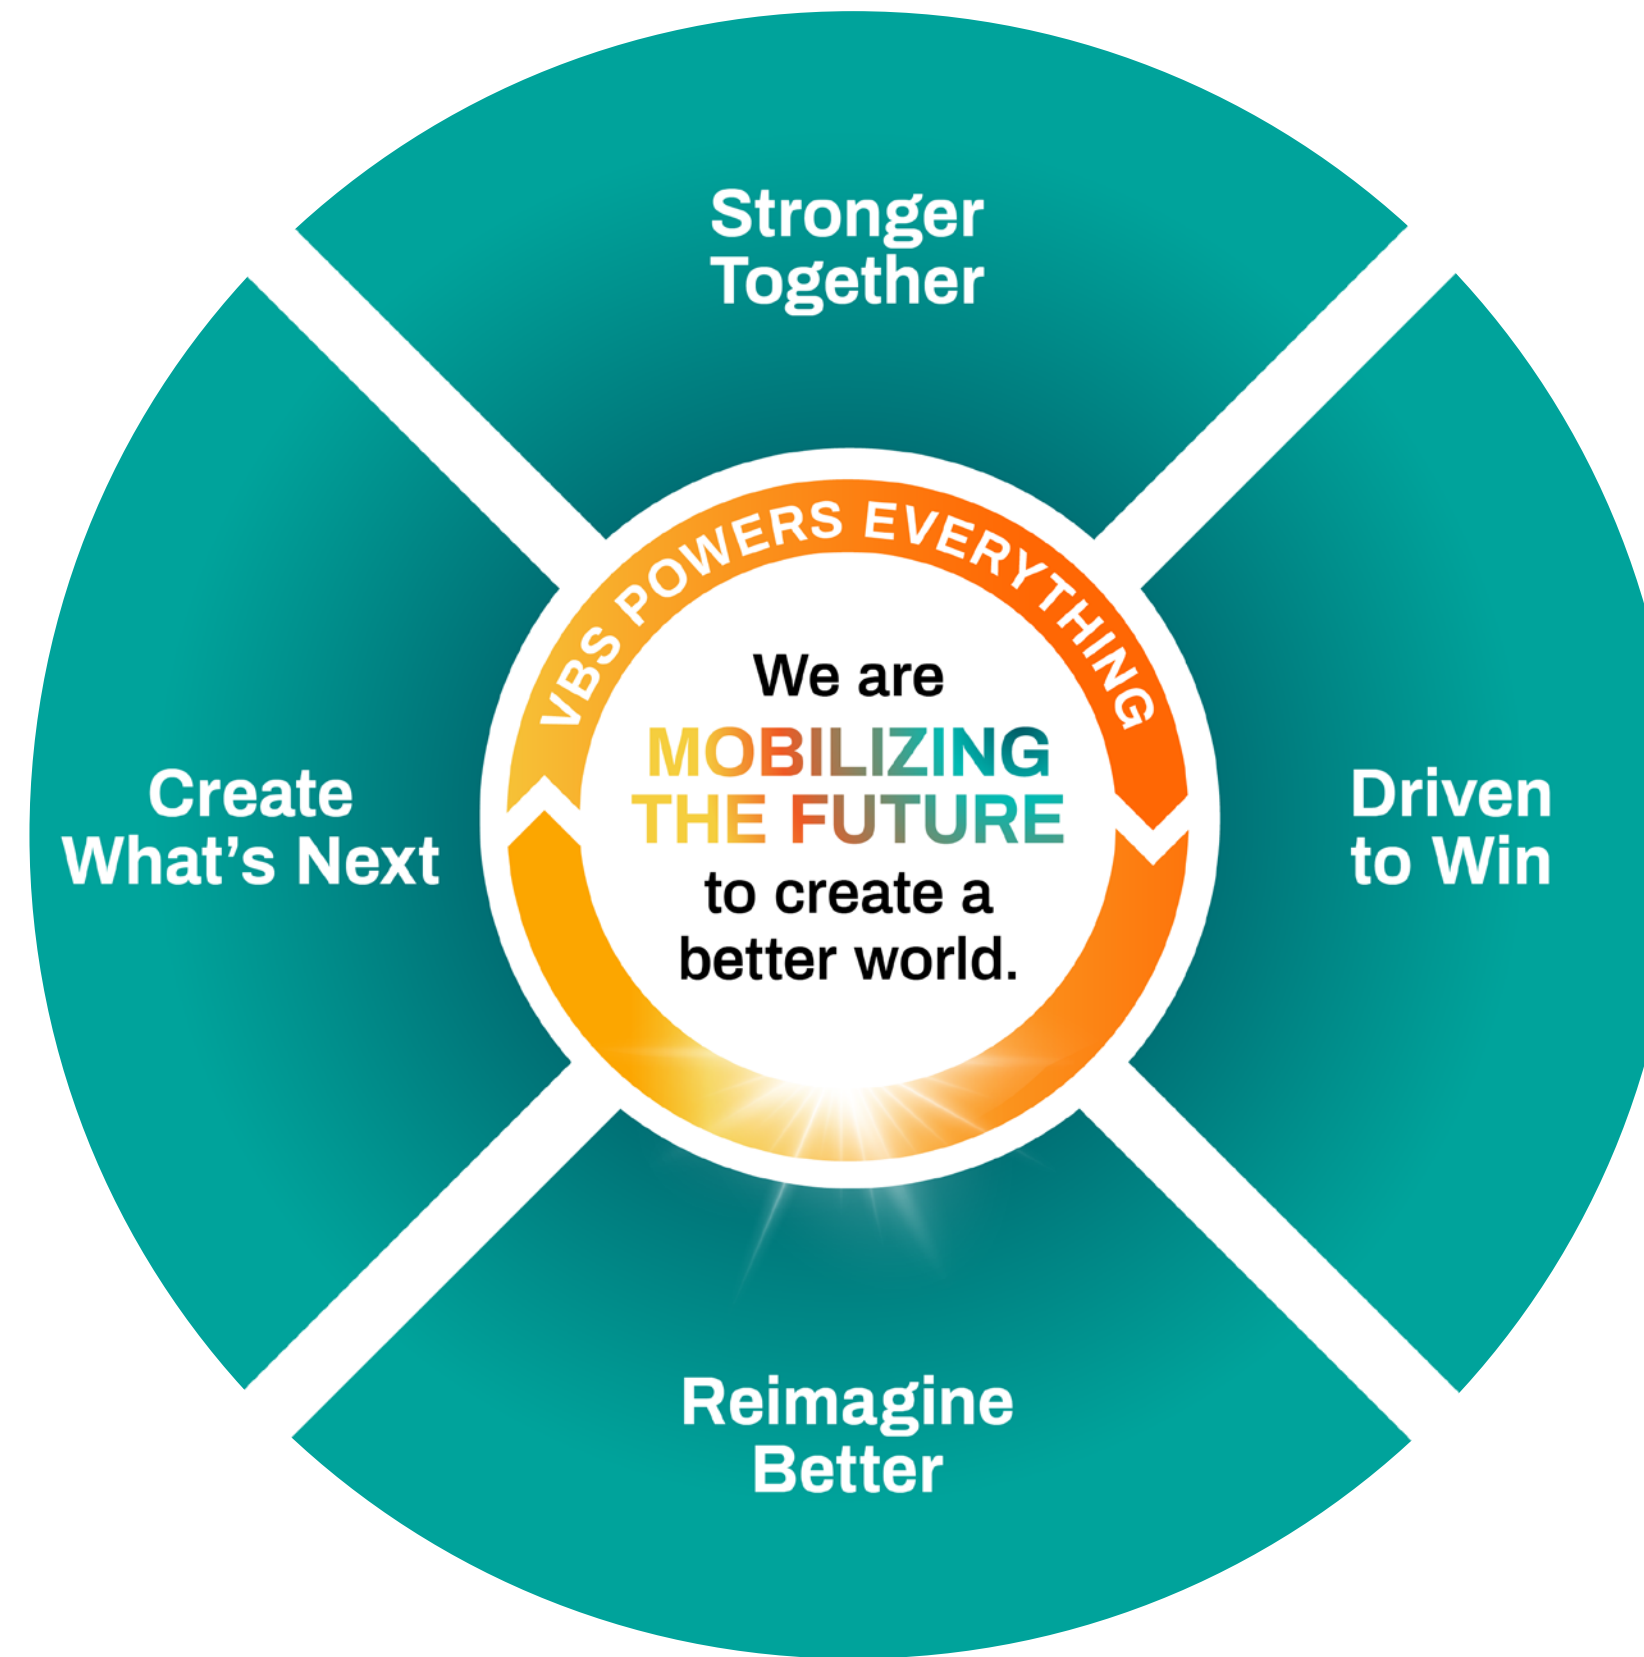 Stronger
Together
VBS POWERS EVERYTHING
We are
MOBILIZING
THE FUTURE
to create a
better world.
Create
What’s Next
Driven
to Win
Reimagine
Better